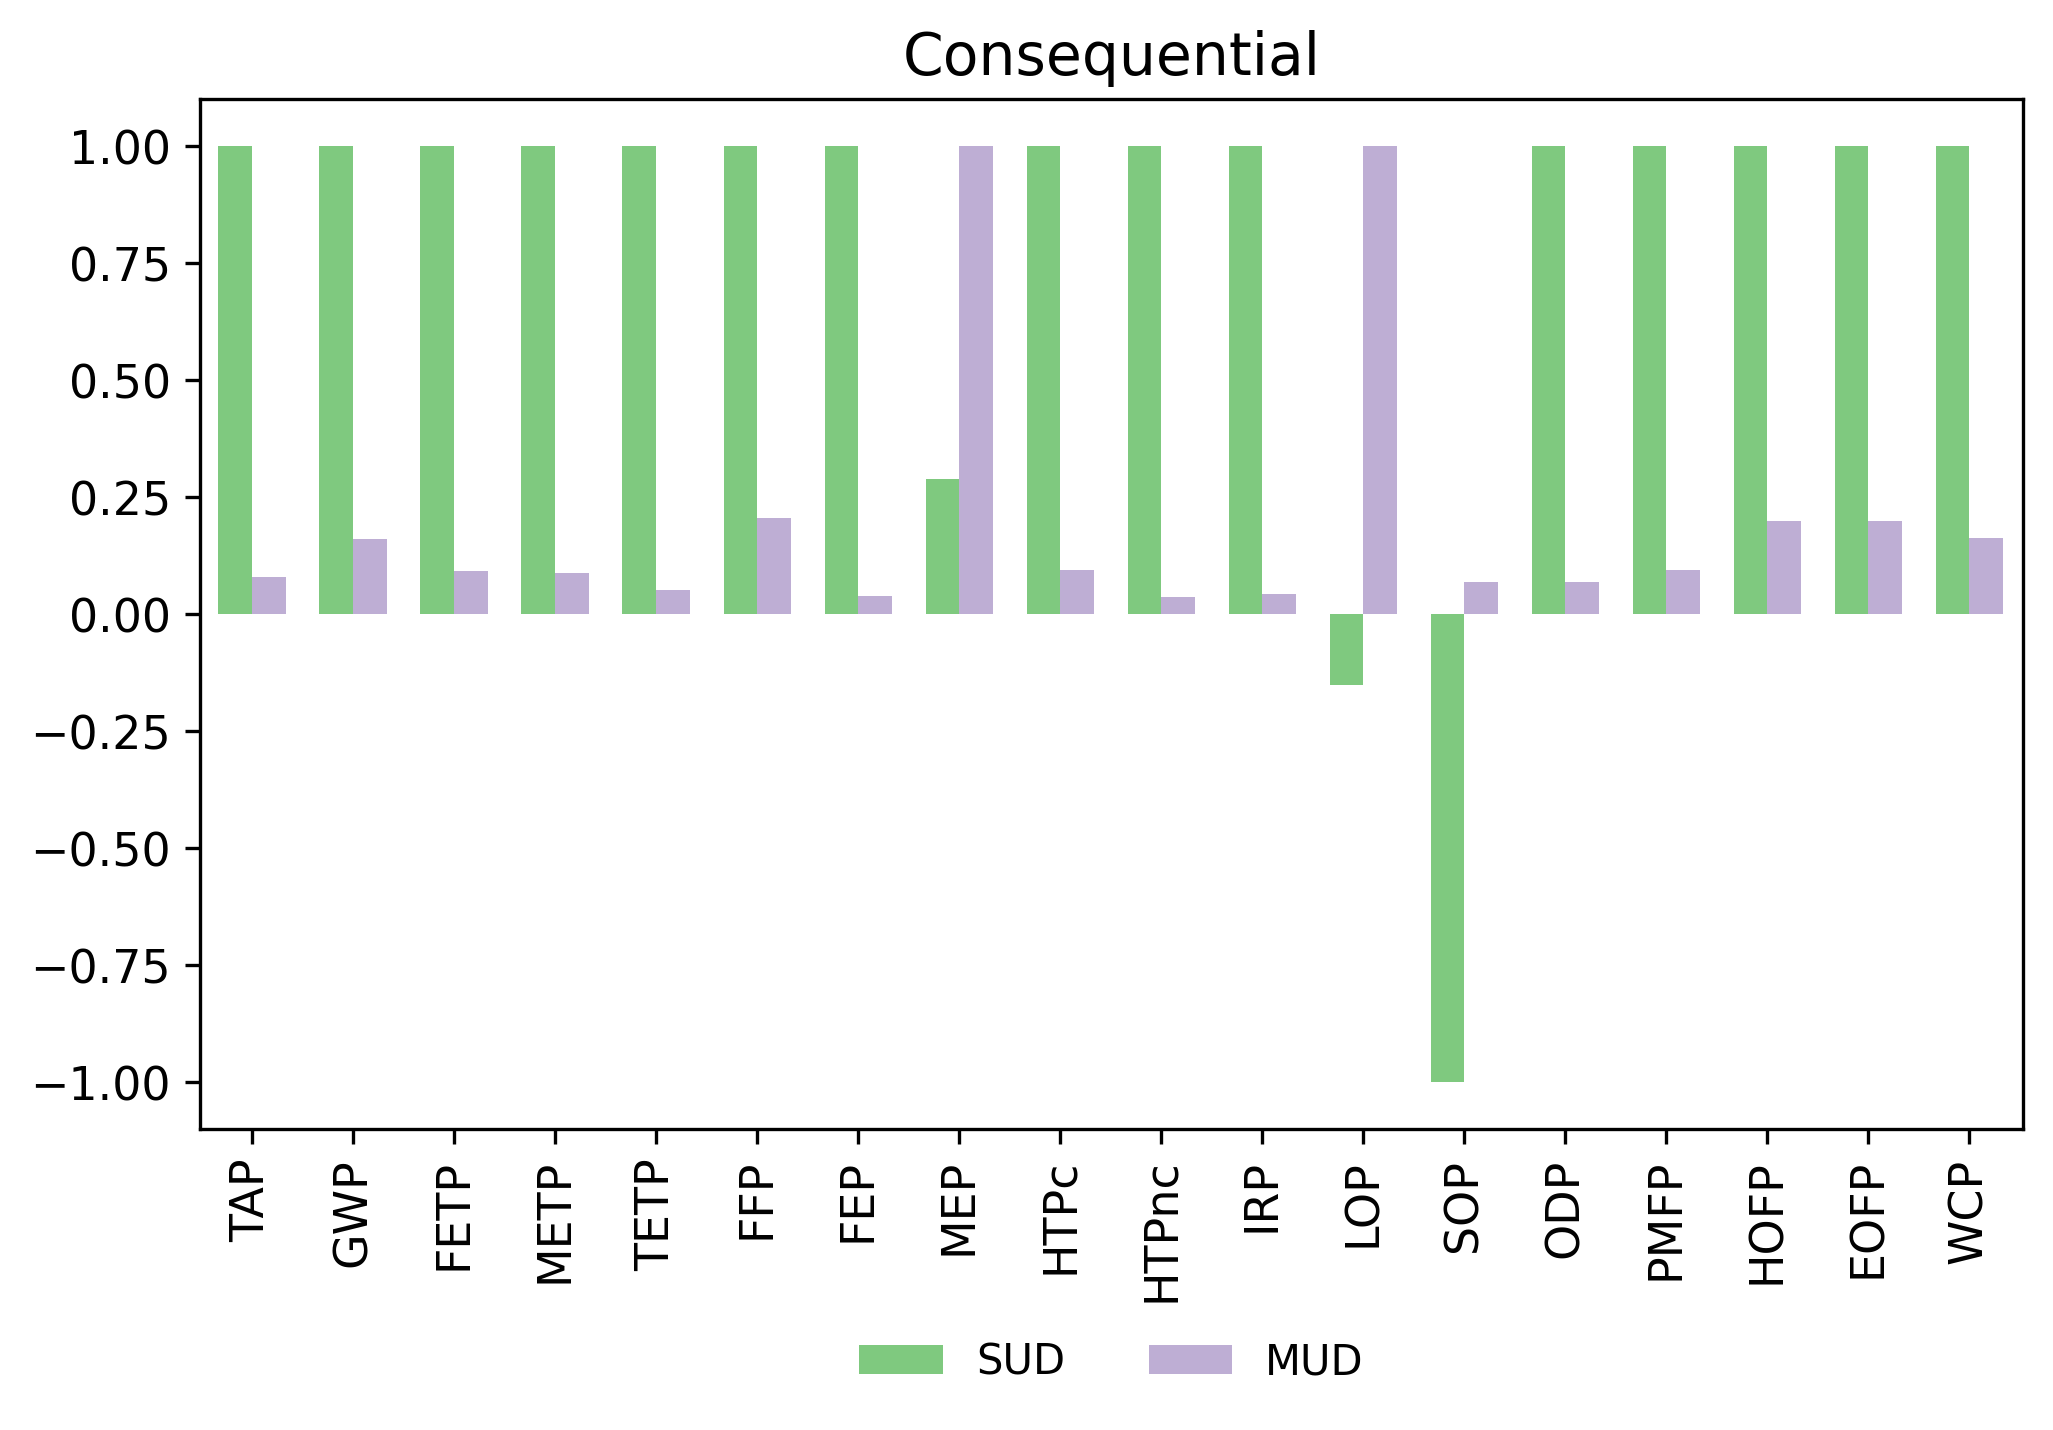 Consequential
1.00
0.75
0.50
0.25
0.00
−0.25
−0.50
−0.75
−1.00
TAP
GWP
FETP
METP
TETP
FFP
FEP
MEP
HTPc
HTPnc
IRP
LOP
SOP
ODP
PMFP
HOFP
EOFP
WCP
SUD
MUD